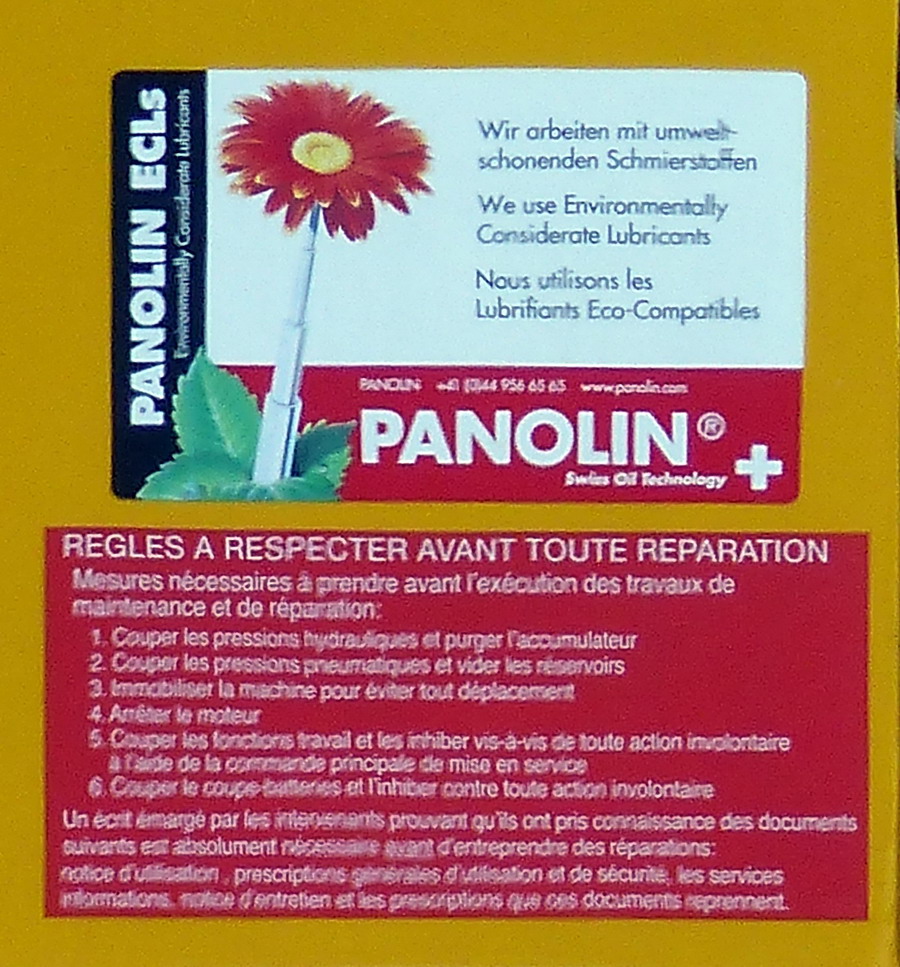 PANOLIN ECLs
Environmentally Considerate Lubricants
Wir arbeiten mit umwelt-
schonenden Schmierstoffen
We use Environmentally
Considerate Lubricants
Nous utilisons les
Lubrifiants Eco-Compatibles
PANOLIN +41 (0)44 956 65 65 www.panolin.com
PANOLIN®
Swiss Oil Technology
REGLES A RESPECTER AVANT TOUTE REPARATION
Mesures nécessaires à prendre avant l'exécution des travaux de
maintenance et de réparation:
1. Couper les pressions hydrauliques et purger l'accumulateur
2. Couper les pressions pneumatiques et vider les réservoirs
3. Immobiliser la machine pour éviter tout déplacement
4. Arrêter le moteur
5. Couper les fonctions travail et les inhiber vis-à-vis de toute action involontaire
à l'aide de la commande principale de mise en service
6. Couper le coupe-batteries et l'inhiber contre toute action involontaire
Un écrit émargé par les intervenants prouvant qu'ils ont pris connaissance des documents
suivants est absolument nécessaire avant d'entreprendre des réparations:
notice d'utilisation, prescriptions générales d'utilisation et de sécurité, les services
informations, notice d'entretien et les prescriptions que ces documents reprennent.